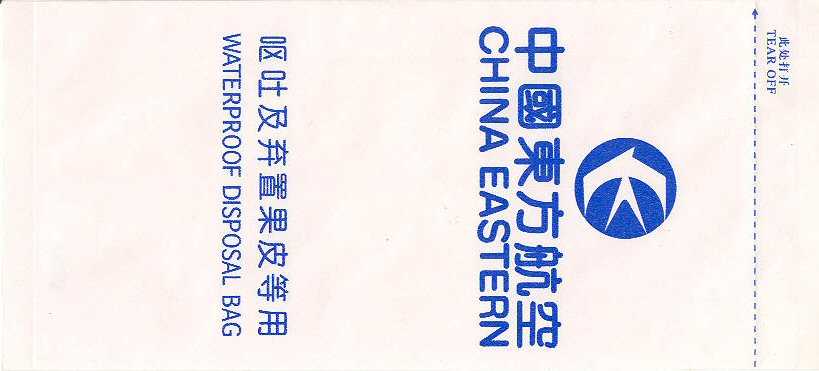 此处打开
TEAR OFF
中國東方航空
CHINA EASTERN
呕吐及弃置果皮等用
WATERPROOF DISPOSAL BAG